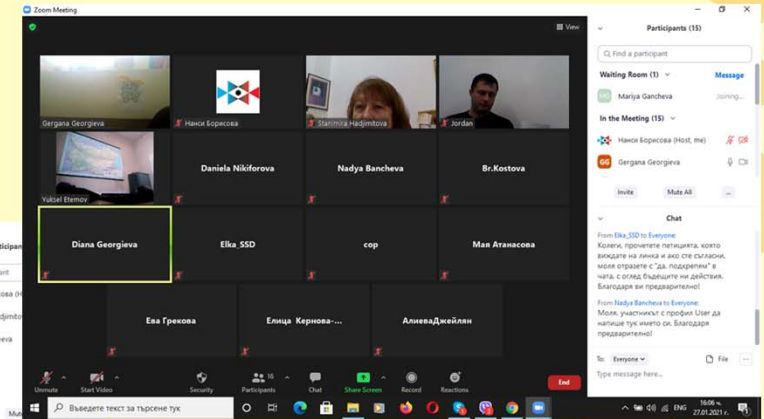 Zoom Meeting
View
Participants (15)
Find a participant
Gergana Georgieva
Нанси Борисова
Stanimira Hadjimitova
Jordan
Yuksel Etemov
Daniela Nikiforova
Nadya Bancheva
Br.Kostova
Diana Georgieva
Elka_SSD
cop
Мая Атанасова
Ева Грекова
Елица Кернова-...
АлиеваДжейлян
Waiting Room (1)
Message
MG
Mariya Gancheva
Joining...
In the Meeting (15)
Нанси Борисова (Host, me)
GG
Gergana Georgieva
Invite
Mute All
...
Chat
From Elka_SSD to Everyone:
Колеги, прочетете петицията, която
виждате на линка и ако сте съгласни,
моля отразете с "да, подкрепям" в
чата, с оглед бъдещите ни действия.
Благодаря ви предварително!
From Nadya Bancheva to Everyone:
Моля, участникът с профил User да
напише тук името си. Благодаря
предварително!
To: Everyone
File
...
Type message here...
Unmute
Start Video
Security
Participants
16
Chat
Share Screen
Record
Reactions
End
Въведете текст за търсене тук
ENG
16:06 ч.
27.01.2021 г.